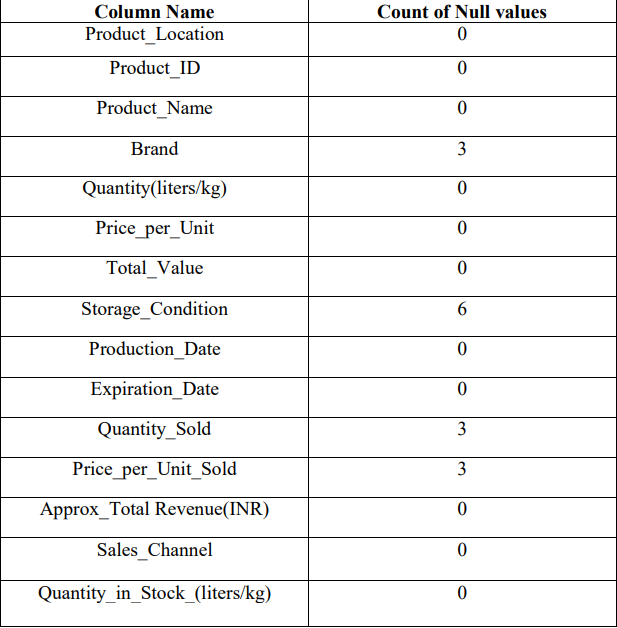 Column Name Count of Null values
Product_Location 0
Product_ID 0
Product_Name 0
Brand 3
Quantity(liters/kg) 0
Price_per_Unit 0
Total_Value 0
Storage_Condition 6
Production_Date 0
Expiration_Date 0
Quantity_Sold 3
Price_per_Unit_Sold 3
Approx_Total Revenue(INR) 0
Sales_Channel 0
Quantity_in_Stock_(liters/kg) 0